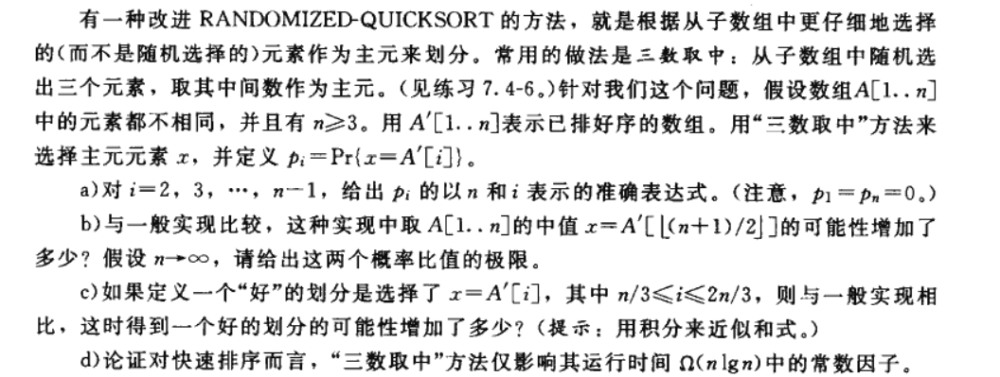 有一种改进 RANDOMIZED-QUICKSORT 的方法，就是根据从子数组中更仔细地选择
的(而不是随机选择的)元素作为主元来划分。常用的做法是三数取中：从子数组中随机选
出三个元素，取其中间数作为主元。(见练习 7.4-6。)针对我们这个问题，假设数组A[1..n]
中的元素都不相同，并且有 n≥3。用 A′[1..n]表示已排好序的数组。用“三数取中”方法来
选择主元元素 x，并定义 pᵢ=Pr{x=A′[i]}。
a)对 i=2，3，…，n−1，给出 pᵢ 的以 n 和 i 表示的准确表达式。(注意，p₁=pₙ=0。)
b)与一般实现比较，这种实现中取 A[1..n]的中值 x=A′[⌊(n+1)/2⌋]的可能性增加了
多少？假设 n→∞，请给出这两个概率比值的极限。
c)如果定义一个“好”的划分是选择了 x=A′[i]，其中 n/3≤i≤2n/3，则与一般实现相
比，这时得到一个好的划分的可能性增加了多少？(提示：用积分来近似和式。)
d)论证对快速排序而言，“三数取中”方法仅影响其运行时间 Ω(nlgn)中的常数因子。